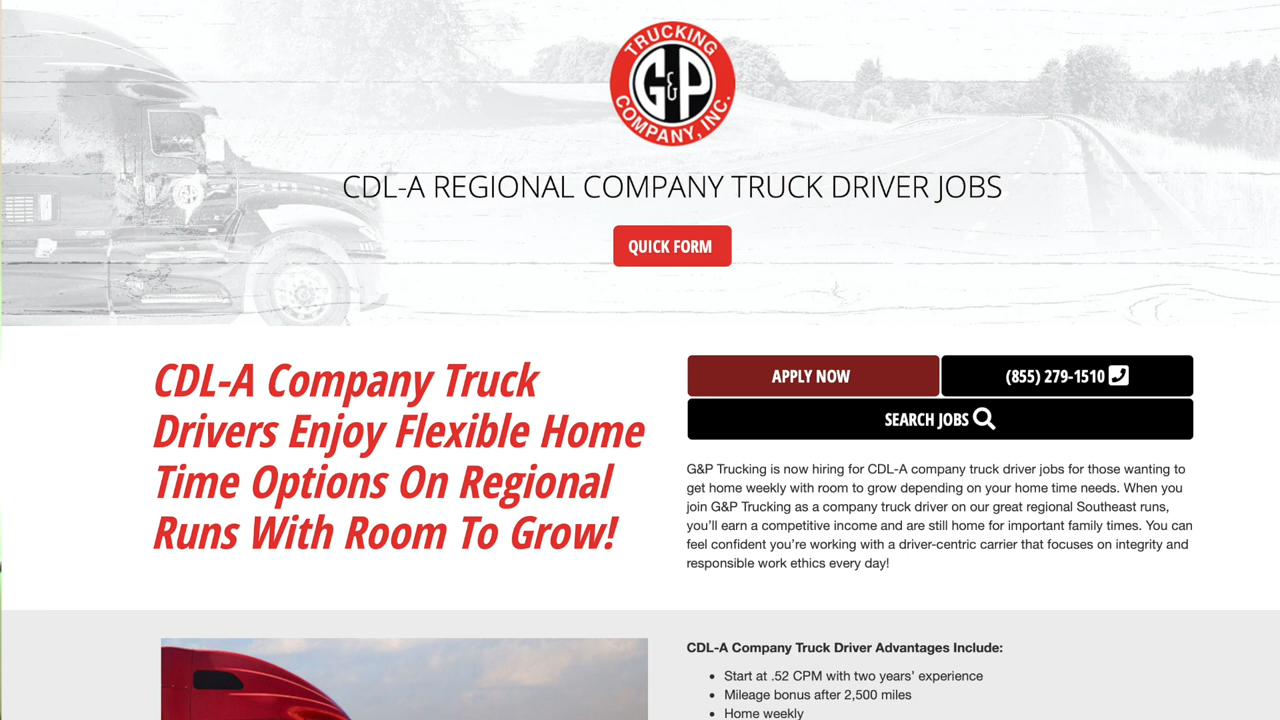 TRUCKING
G&P
COMPANY, INC.
CDL-A REGIONAL COMPANY TRUCK DRIVER JOBS
QUICK FORM
CDL-A Company Truck
Drivers Enjoy Flexible Home
Time Options On Regional
Runs With Room To Grow!
APPLY NOW
(855) 279-1510
SEARCH JOBS
G&P Trucking is now hiring for CDL-A company truck driver jobs for those wanting to
get home weekly with room to grow depending on your home time needs. When you
join G&P Trucking as a company truck driver on our great regional Southeast runs,
you’ll earn a competitive income and are still home for important family times. You can
feel confident you’re working with a driver-centric carrier that focuses on integrity and
responsible work ethics every day!
CDL-A Company Truck Driver Advantages Include:
• Start at .52 CPM with two years’ experience
• Mileage bonus after 2,500 miles
• Home weekly